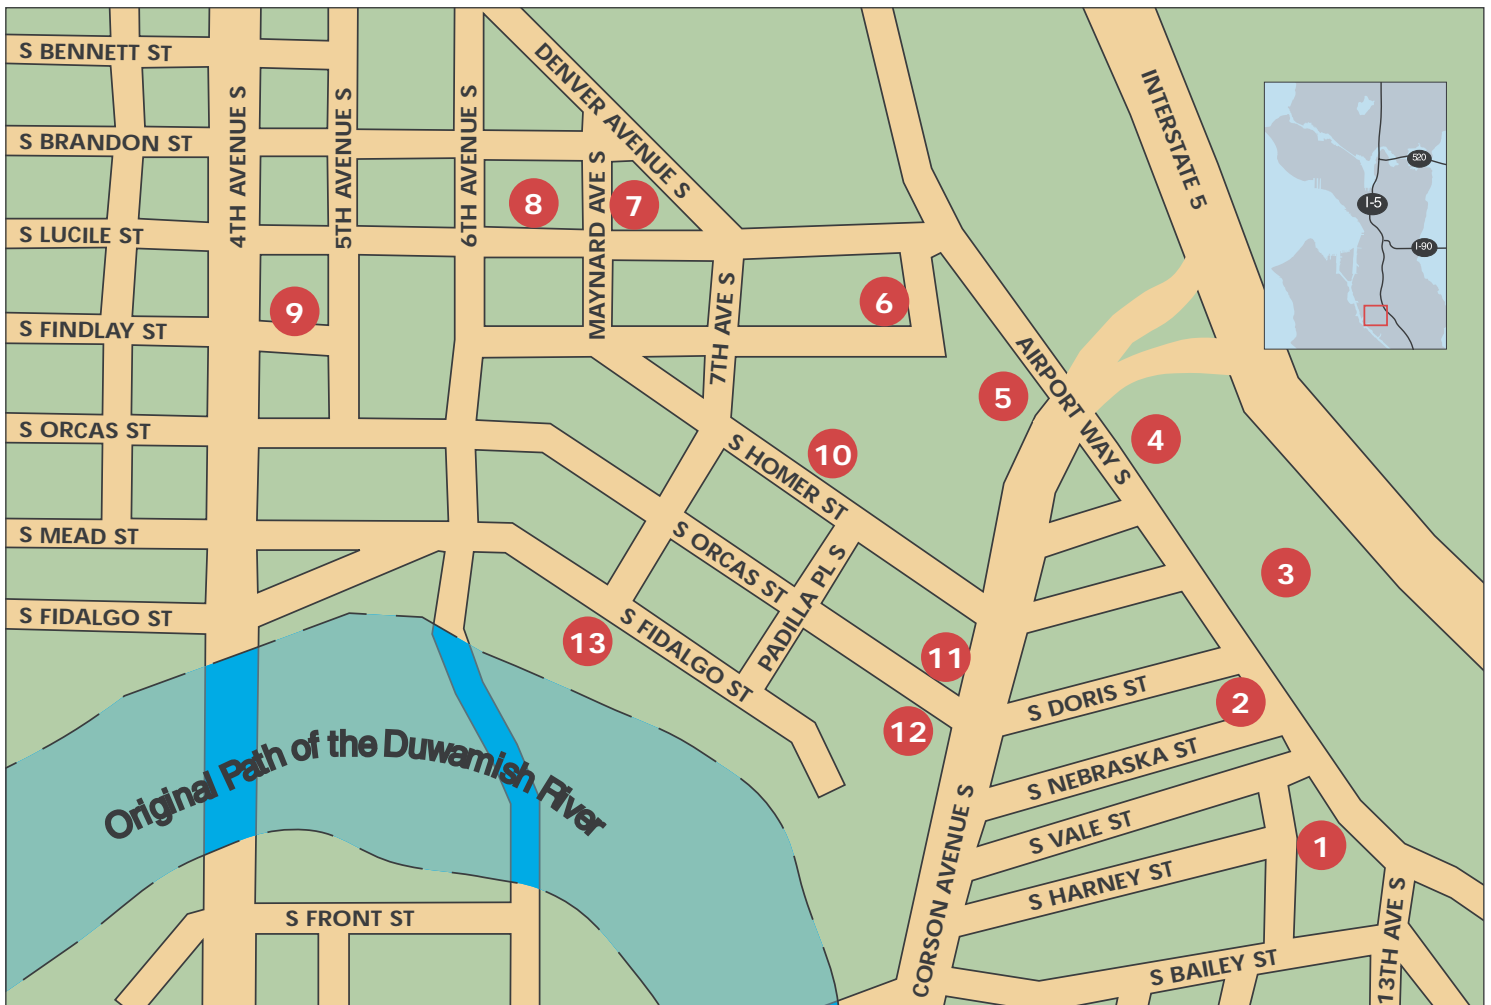 S BENNETT ST
S BRANDON ST
S LUCILE ST
S FINDLAY ST
S ORCAS ST
S MEAD ST
S FIDALGO ST
4TH AVENUE S
5TH AVENUE S
6TH AVENUE S
DENVER AVENUE S
MAYNARD AVE S
7TH AVE S
INTERSTATE 5
520
I-5
I-90
8
7
9
6
AIRPORT WAY S
5
4
10
S HOMER ST
S ORCAS ST
PADILLA PL S
3
13
S FIDALGO ST
11
12
S DORIS ST
2
S NEBRASKA ST
S VALE ST
1
S HARNEY ST
CORSON AVENUE S
Original Path of the Duwamish River
S FRONT ST
S BAILEY ST
13TH AVE S